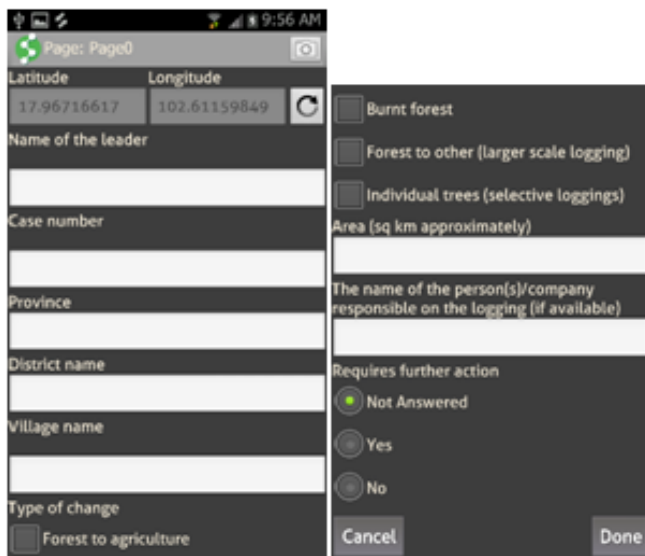 9:56 AM
Page: Page0
Latitude Longitude
17.96716617 102.61159849
Name of the leader
Case number
Province
District name
Village name
Type of change
Forest to agriculture
Burnt forest
Forest to other (larger scale logging)
Individual trees (selective loggings)
Area (sq km approximately)
The name of the person(s)/company
responsible on the logging (if available)
Requires further action
Not Answered
Yes
No
Cancel Done